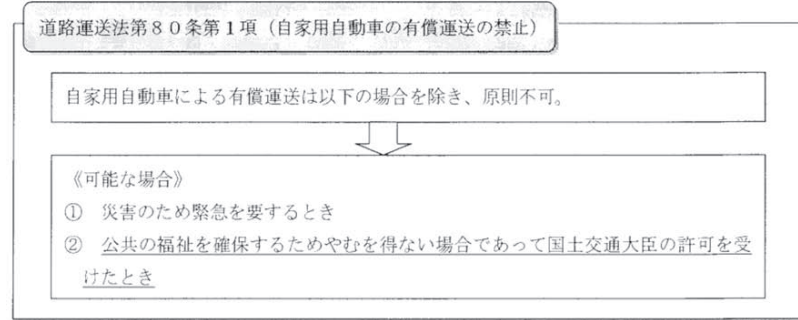 道路運送法第８０条第１項（自家用自動車の有償運送の禁止）
自家用自動車による有償運送は以下の場合を除き、原則不可。
《可能な場合》
① 災害のため緊急を要するとき
② 公共の福祉を確保するためやむを得ない場合であって国土交通大臣の許可を受
けたとき